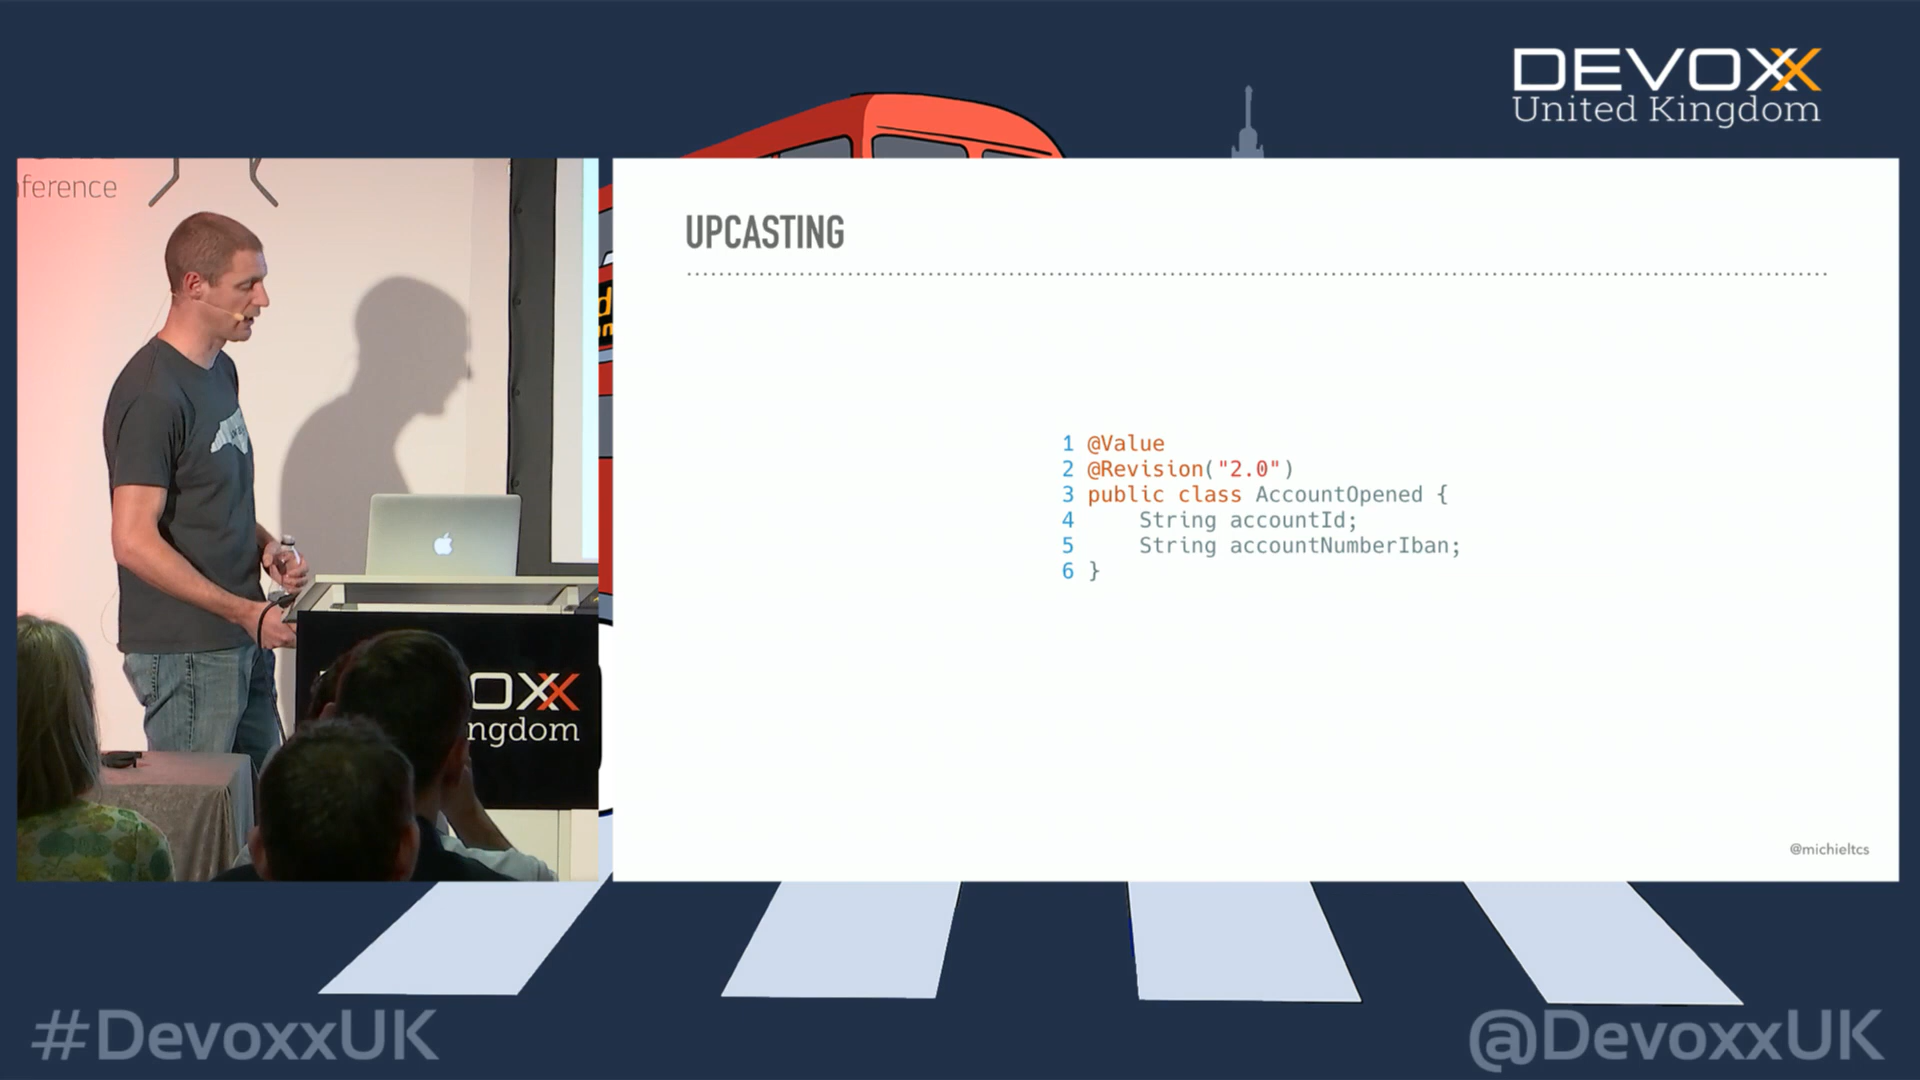 DEVOXX
United Kingdom
ference
UPCASTING
1 @Value
2 @Revision("2.0")
3 public class AccountOpened {
4     String accountId;
5     String accountNumberIban;
6 }
@michieltcs
OXX
ngdom
#DevoxxUK
@DevoxxUK